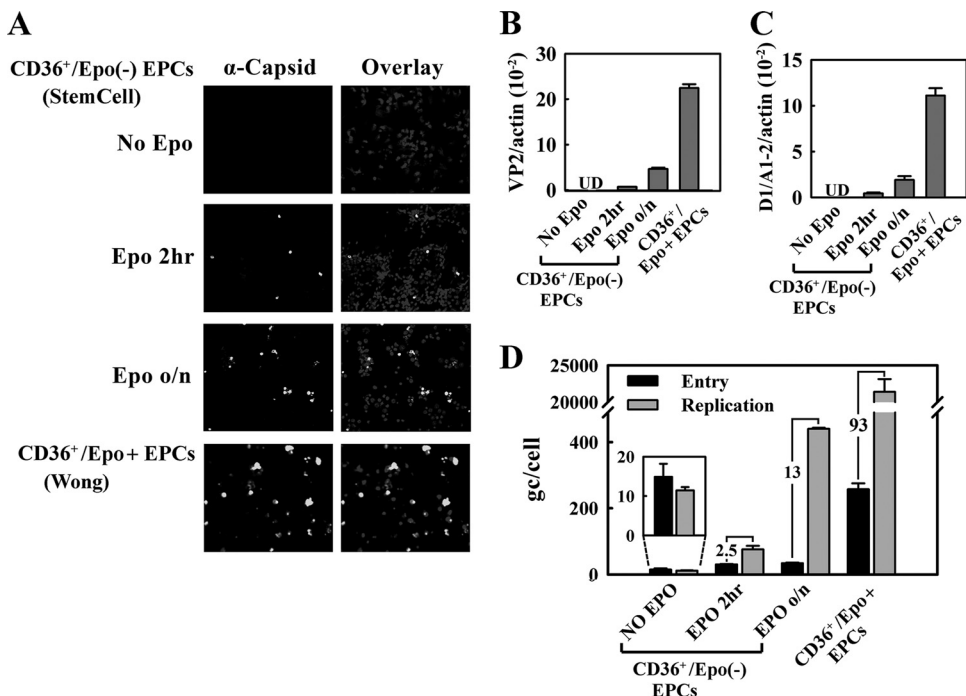 A
CD36⁺/Epo(-) EPCs
(StemCell)
α-Capsid
Overlay
No Epo
Epo 2hr
Epo o/n
CD36⁺/Epo+ EPCs
(Wong)
B
VP2/actin (10⁻²)
30
20
10
0
UD
No Epo
Epo 2hr
Epo o/n
CD36⁺/
Epo+ EPCs
CD36⁺/Epo(-)
EPCs
C
D1/A1-2/actin (10⁻²)
15
10
5
0
UD
No Epo
Epo 2hr
Epo o/n
CD36⁺/
Epo+ EPCs
CD36⁺/Epo(-)
EPCs
D
gc/cell
25000
20000
400
200
0
Entry
Replication
20
10
0
2.5
13
93
NO EPO
EPO 2hr
EPO o/n
CD36⁺/Epo+
EPCs
CD36⁺/Epo(-)
EPCs